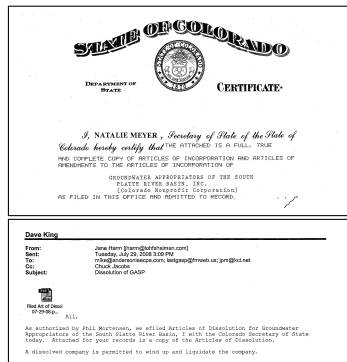 STATE OF COLORADO
DEPARTMENT OF
STATE
CERTIFICATE
I, NATALIE MEYER, Secretary of State of the State of
Colorado hereby certify that THE ATTACHED IS A FULL, TRUE
AND COMPLETE COPY OF ARTICLES OF INCORPORATION AND ARTICLES OF
AMENDMENTS TO THE ARTICLES OF INCORPORATION OF
GROUNDWATER APPROPRIATORS OF THE SOUTH
PLATTE RIVER BASIN, INC.
(Colorado Nonprofit Corporation)
AS FILED IN THIS OFFICE AND ADMITTED TO RECORD.
Dave King
From: Jane Harm [harm@lohfshaiman.com]
Sent: Tuesday, July 29, 2008 3:09 PM
To: mike@andersonleecpa.com; lastgasp@fmweb.us; jpm@kci.net
Cc: Chuck Jacobs
Subject: Dissolution of GASP
Filed Art of Dissol
07-29-08.p...
All,
As authorized by Phil Mortensen, we efiled Articles of Dissolution for Groundwater
Appropriators of the South Platte River Basin, I with the Colorado Secretary of State
today. Attached for your records is a copy of the Articles of Dissolution.
A dissolved company is permitted to wind up and liquidate the company.